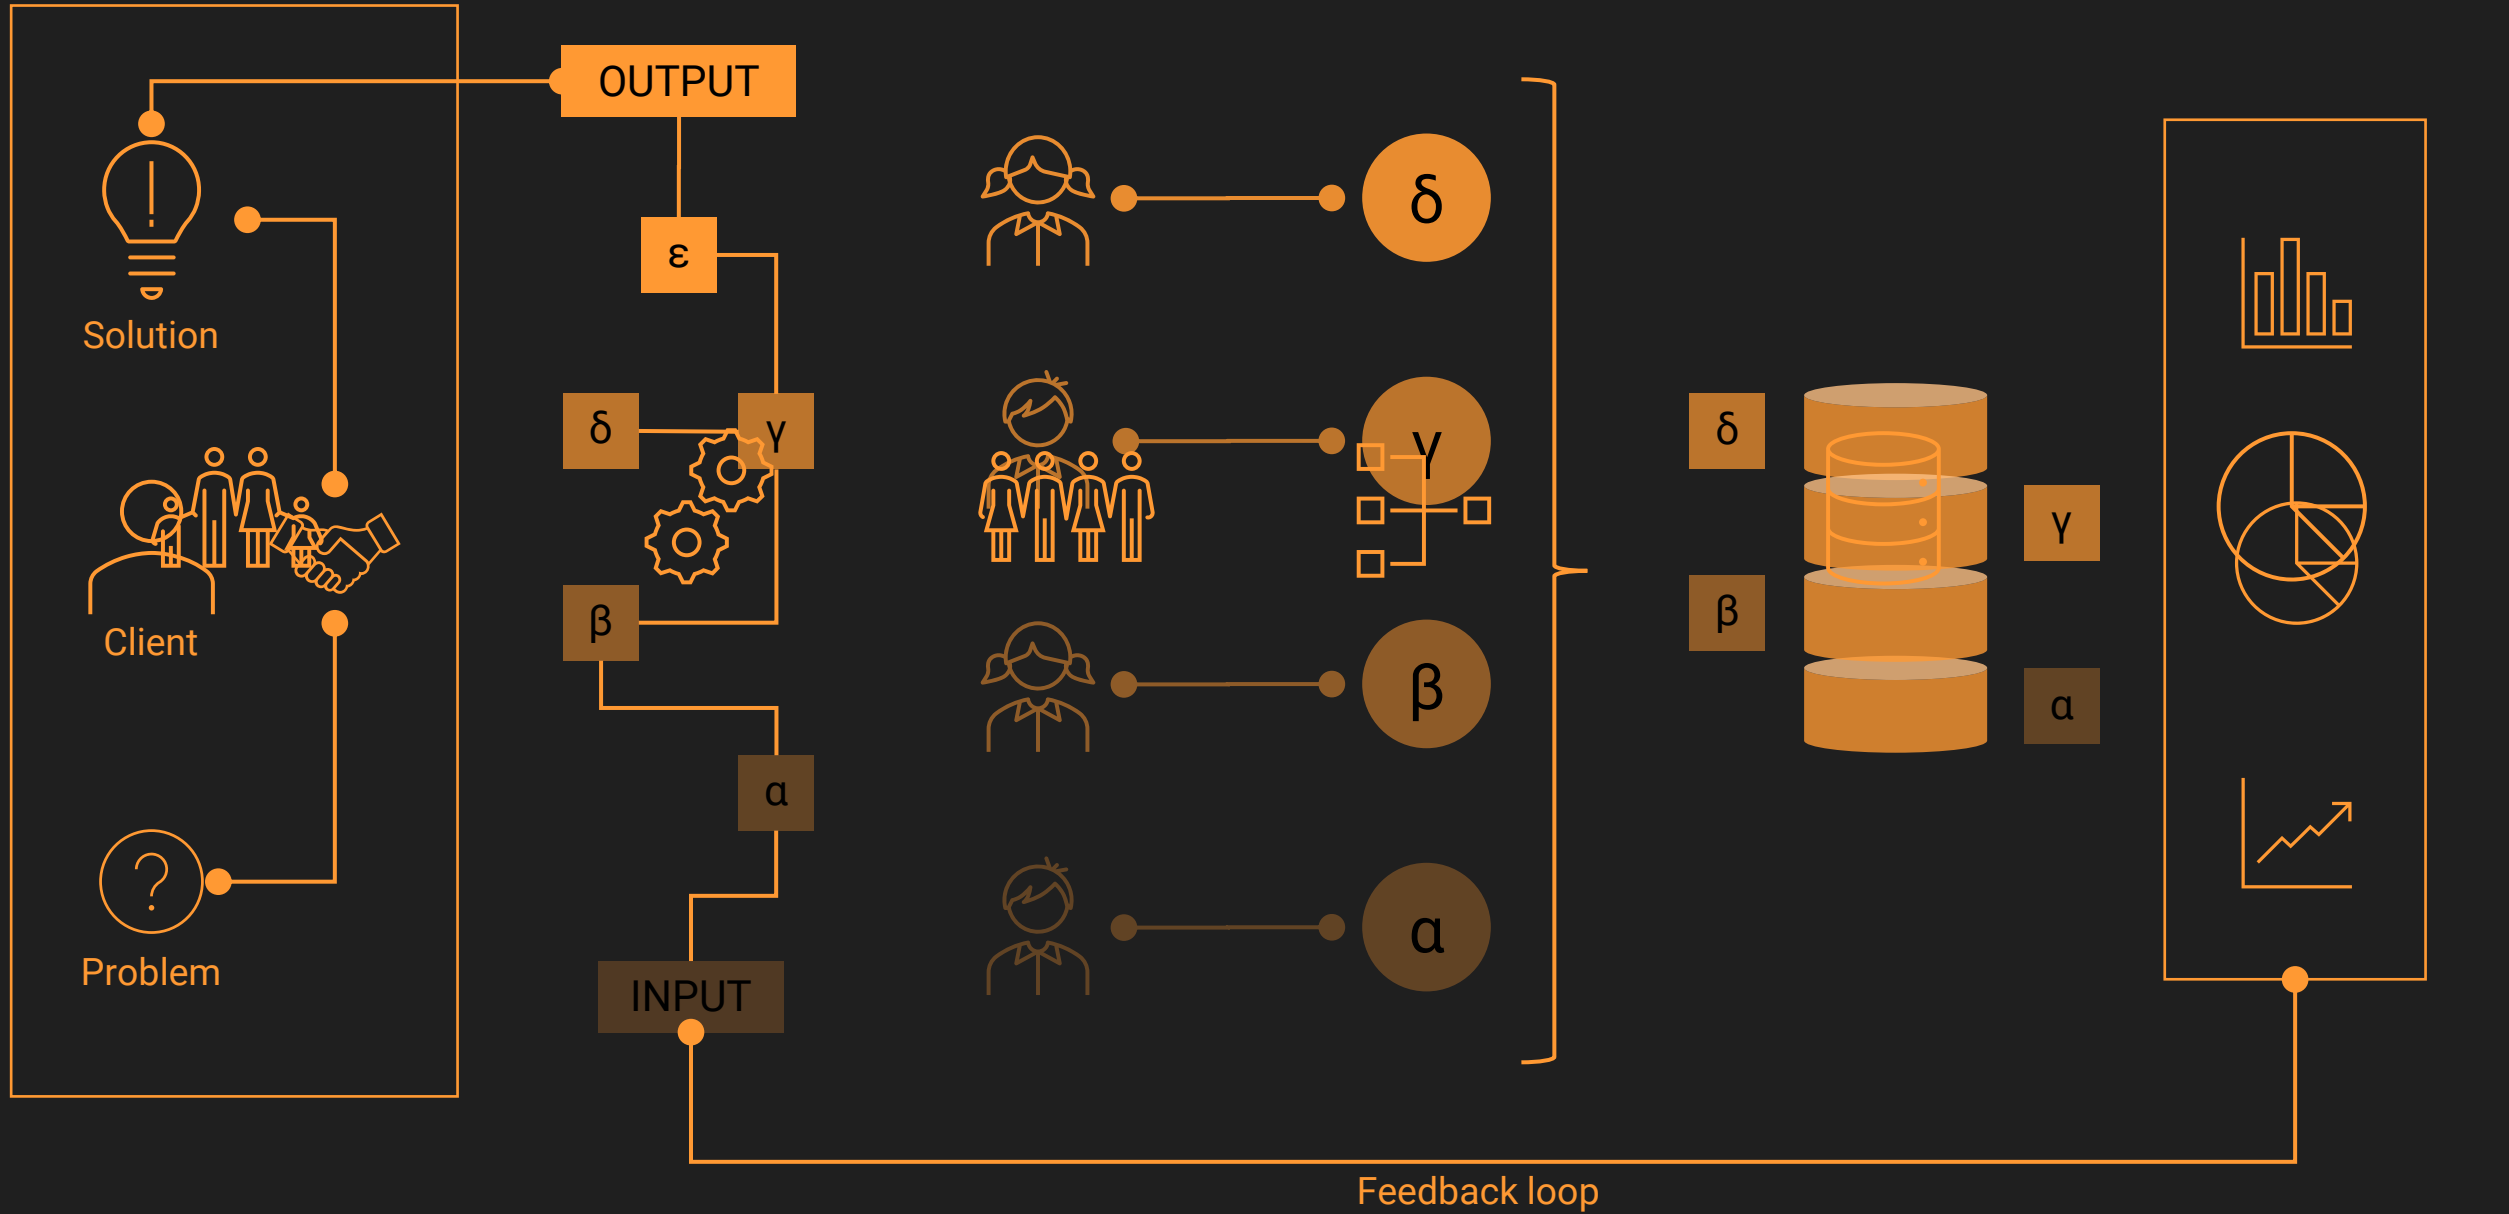 Solution
Client
Problem
OUTPUT
ε
δ
γ
β
α
INPUT
δ
γ
β
α
δ
γ
β
α
Feedback loop